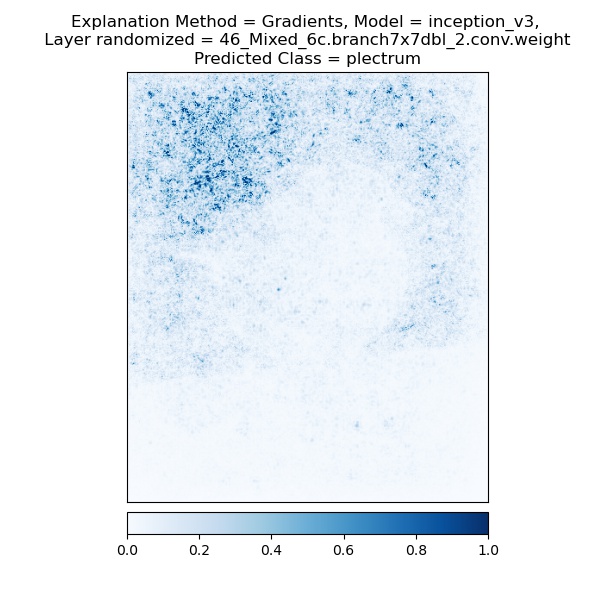 Explanation Method = Gradients, Model = inception_v3,
Layer randomized = 46_Mixed_6c.branch7x7dbl_2.conv.weight
Predicted Class = plectrum
0.0 0.2 0.4 0.6 0.8 1.0